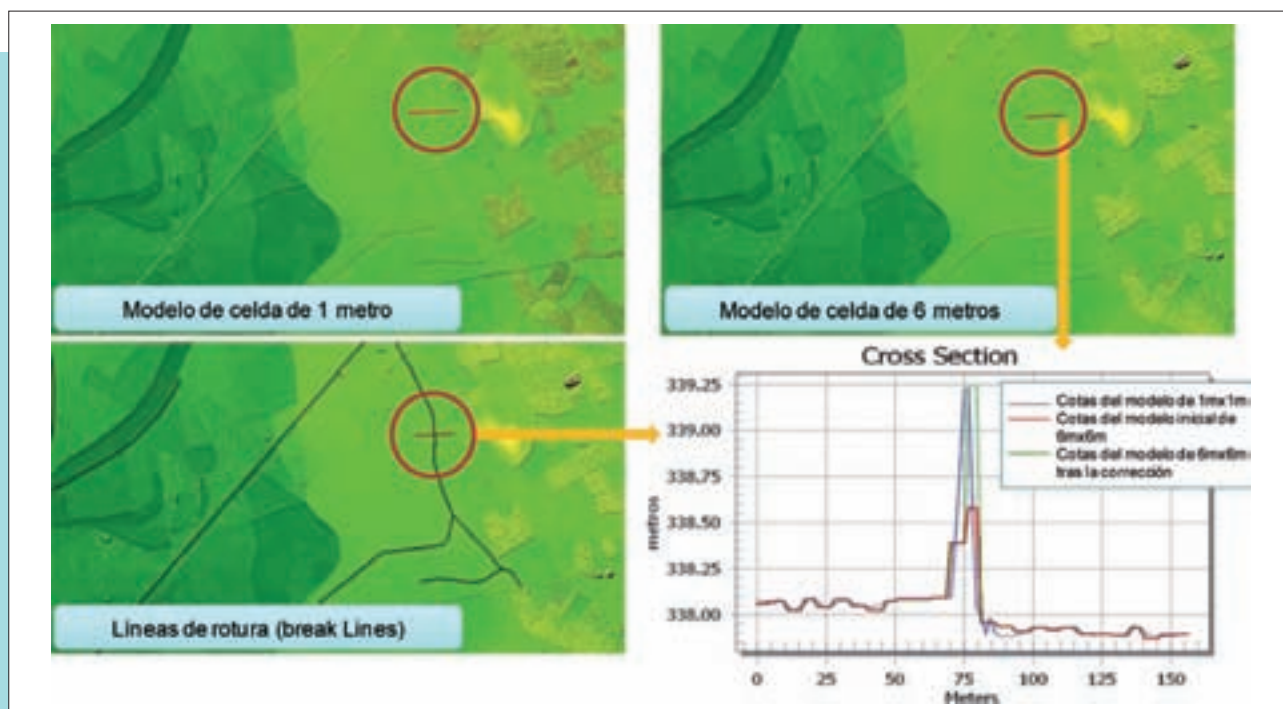 Modelo de celda de 1 metro
Modelo de celda de 6 metros
Líneas de rotura (break Lines)
Cross Section
339.25
339.00
338.75
338.50
338.25
338.00
metros
Cotas del modelo de 1mx1m
Cotas del modelo inicial de
6mx6m
Cotas del modelo de 6mx6m
tras la corrección
0
25
50
75
100
125
150
Meters